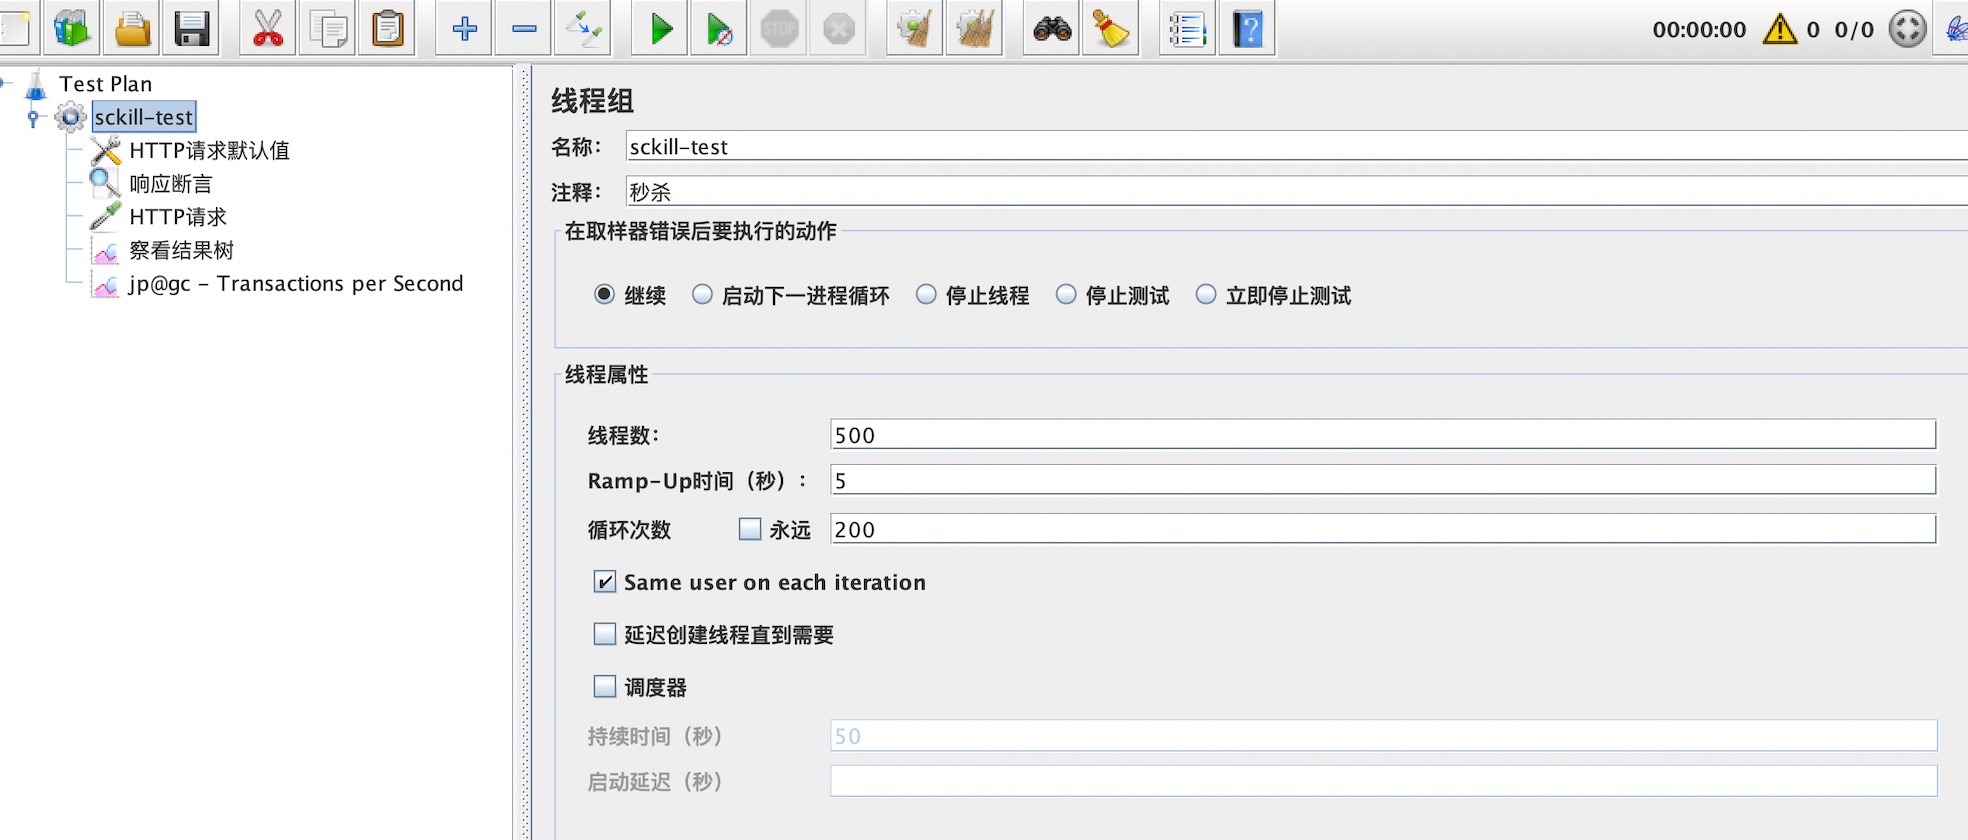 STOP
00:00:00 0 0/0
Test Plan
sckill-test
HTTP请求默认值
响应断言
HTTP请求
察看结果树
jp@gc - Transactions per Second
线程组
名称： sckill-test
注释： 秒杀
在取样器错误后要执行的动作
继续 启动下一进程循环 停止线程 停止测试 立即停止测试
线程属性
线程数： 500
Ramp-Up时间（秒）： 5
循环次数 永远 200
Same user on each iteration
延迟创建线程直到需要
调度器
持续时间（秒） 50
启动延迟（秒）